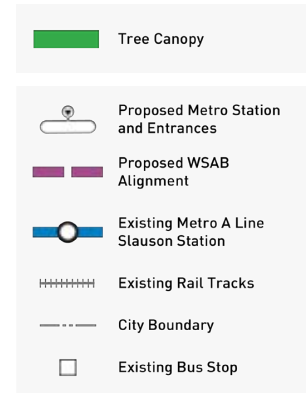 Tree Canopy
Proposed Metro Station
and Entrances
Proposed WSAB
Alignment
Existing Metro A Line
Slauson Station
Existing Rail Tracks
City Boundary
Existing Bus Stop